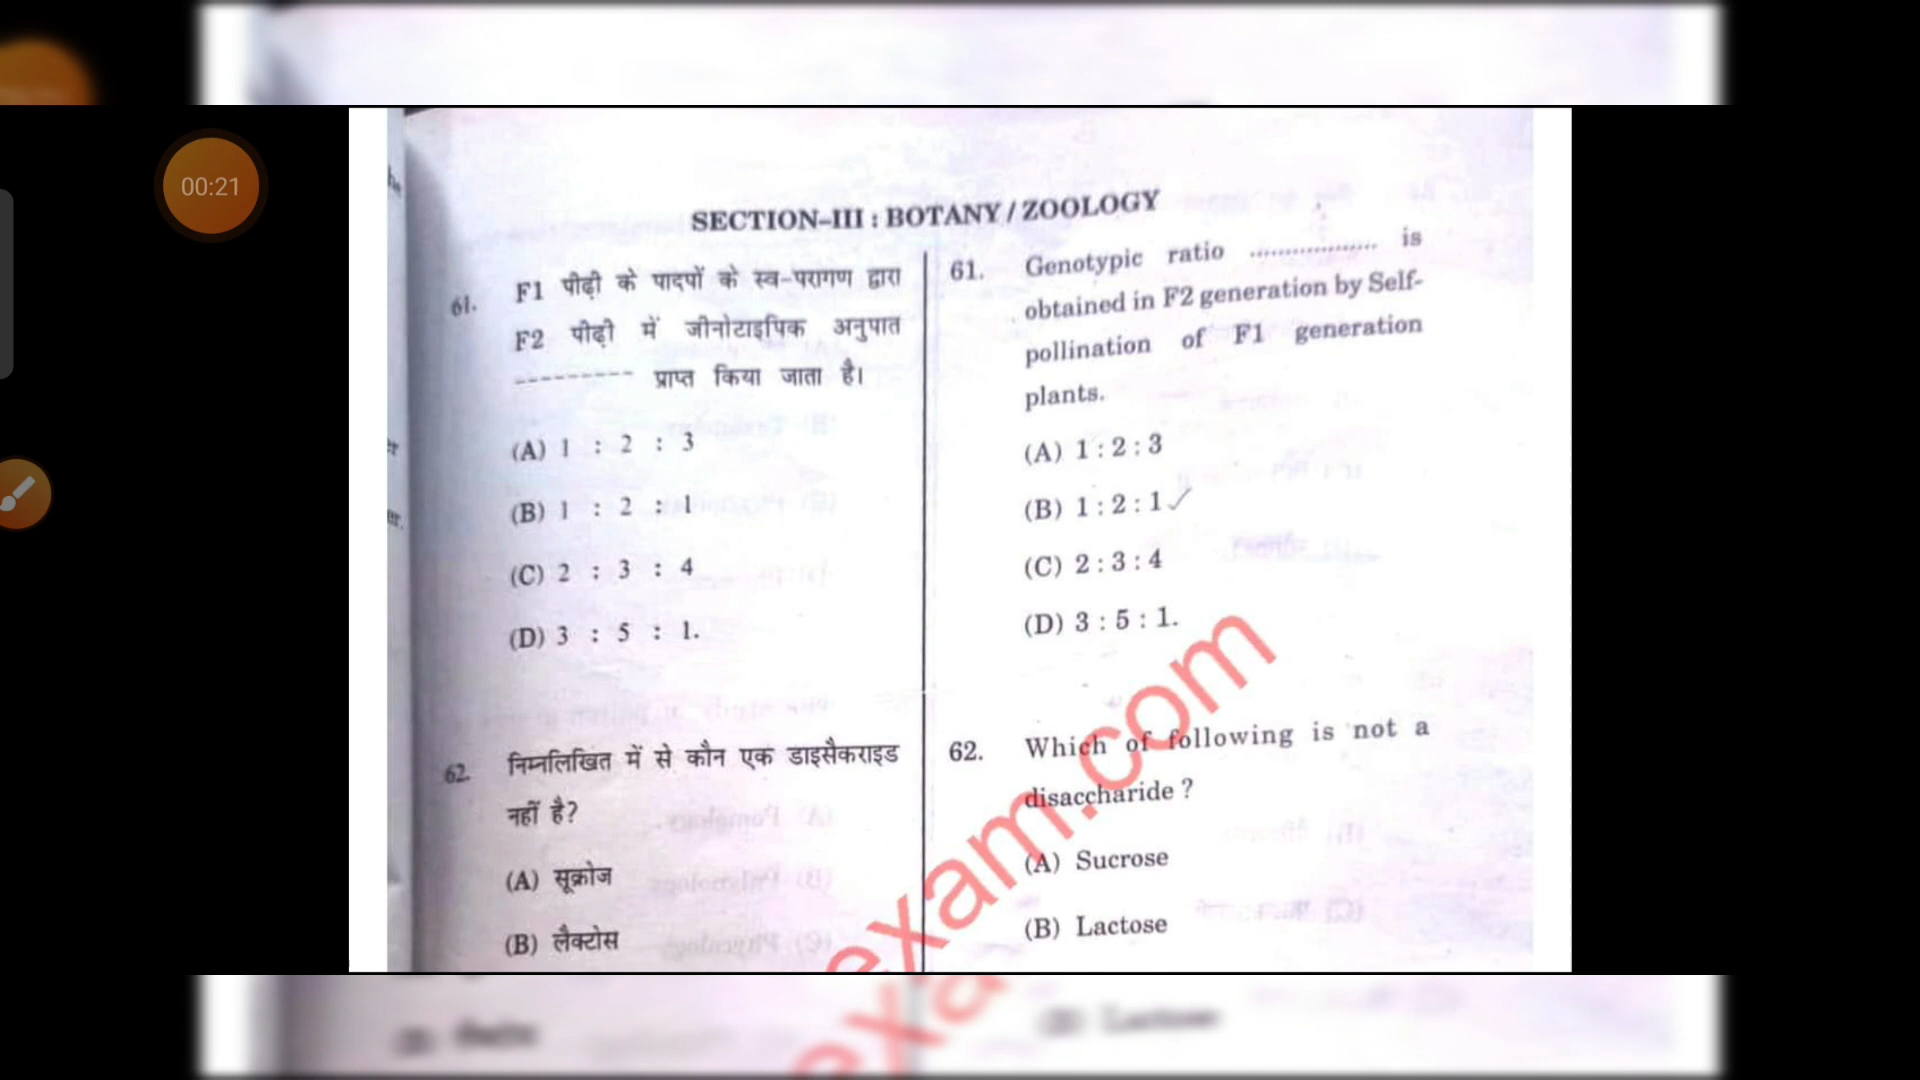 00:21
SECTION–III : BOTANY / ZOOLOGY
61. F1 पीढ़ी के पादपों के स्व-परागण द्वारा
F2 पीढ़ी में जीनोटाइपिक अनुपात
--------- प्राप्त किया जाता है।
(A) 1 : 2 : 3
(B) 1 : 2 : 1
(C) 2 : 3 : 4
(D) 3 : 5 : 1.
62. निम्नलिखित में से कौन एक डाइसैकराइड
नहीं है?
(A) सूक्रोज
(B) लैक्टोस
61. Genotypic ratio .................. is
obtained in F2 generation by Self-
pollination of F1 generation
plants.
(A) 1 : 2 : 3
(B) 1 : 2 : 1 ✓
(C) 2 : 3 : 4
(D) 3 : 5 : 1.
62. Which of following is not a
disaccharide ?
(A) Sucrose
(B) Lactose
exam.com